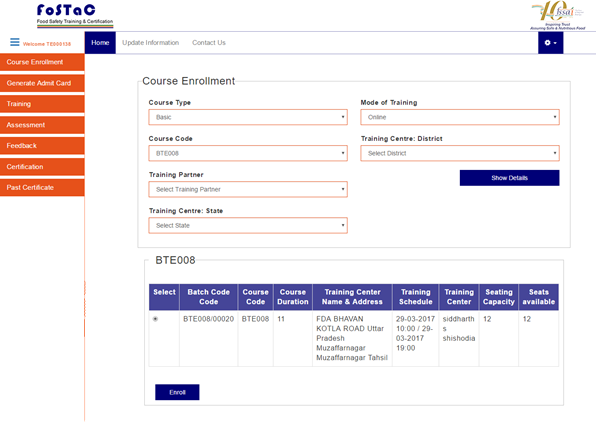 FoSTaC
Food Safety Training & Certification
10
fssai
Inspiring Trust
Assuring Safe & Nutritious Food
Welcome TE000138
Home
Update Information
Contact Us
Course Enrollment
Generate Admit Card
Training
Assessment
Feedback
Certification
Past Certificate
Course Enrollment
Course Type
Mode of Training
Basic
Online
Course Code
Training Centre: District
BTE008
Select District
Training Partner
Select Training Partner
Show Details
Training Centre: State
Select State
BTE008
Select
Batch Code
Code
Course
Code
Course
Duration
Training Center
Name & Address
Training
Schedule
Training
Center
Seating
Capacity
Seats
available
BTE008/00020
BTE008
11
FDA BHAVAN
KOTLA ROAD Uttar
Pradesh
Muzaffarnagar
Muzaffarnagar Tahsil
29-03-2017
10:00 / 29-
03-2017
19:00
siddharth
s
shishodia
12
12
Enroll